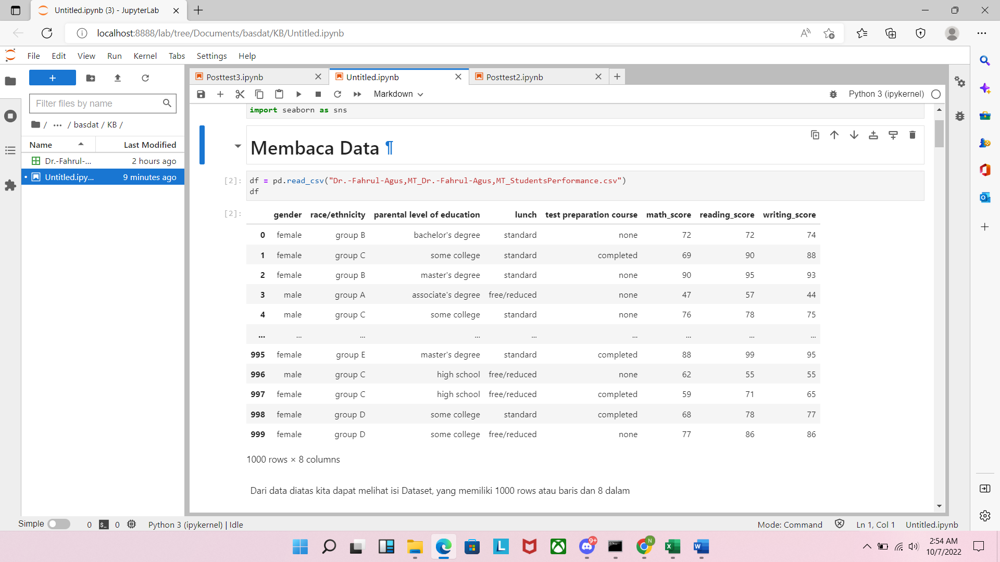 Untitled.ipynb (3) - JupyterLab
localhost:8888/lab/tree/Documents/basdat/KB/Untitled.ipynb
File Edit View Run Kernel Tabs Settings Help
Posttest3.ipynb Untitled.ipynb Posttest2.ipynb
Markdown Python 3 (ipykernel)
Filter files by name
/ ... / basdat / KB /
Name Last Modified
Dr.-Fahrul-... 2 hours ago
Untitled.ipy... 9 minutes ago
import seaborn as sns
Membaca Data ¶
[2]: df = pd.read_csv("Dr.-Fahrul-Agus,MT_Dr.-Fahrul-Agus,MT_StudentsPerformance.csv")
df
[2]: gender race/ethnicity parental level of education lunch test preparation course math_score reading_score writing_score
0 female group B bachelor's degree standard none 72 72 74
1 female group C some college standard completed 69 90 88
2 female group B master's degree standard none 90 95 93
3 male group A associate's degree free/reduced none 47 57 44
4 male group C some college standard none 76 78 75
... ... ... ... ... ... ... ... ...
995 female group E master's degree standard completed 88 99 95
996 male group C high school free/reduced none 62 55 55
997 female group C high school free/reduced completed 59 71 65
998 female group D some college standard completed 68 78 77
999 female group D some college free/reduced none 77 86 86
1000 rows × 8 columns
Dari data diatas kita dapat melihat isi Dataset, yang memiliki 1000 rows atau baris dan 8 dalam
Simple 0 $_ 0 Python 3 (ipykernel) | Idle Mode: Command Ln 1, Col 1 Untitled.ipynb
L 9+ N X W
2:54 AM
10/7/2022